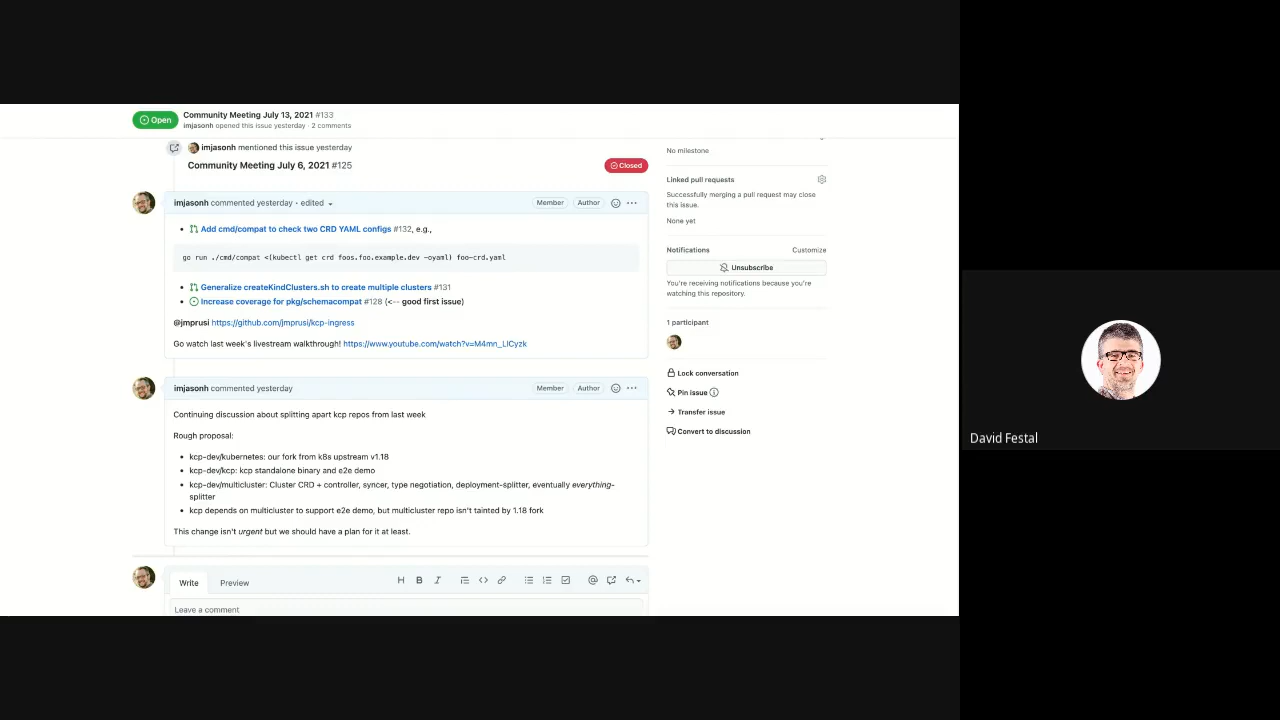 Open
Community Meeting July 13, 2021 #133
imjasonh opened this issue yesterday · 2 comments
imjasonh mentioned this issue yesterday
Community Meeting July 6, 2021 #125
Closed
imjasonh commented yesterday · edited
Member
Author
Add cmd/compat to check two CRD YAML configs #132, e.g.,
go run ./cmd/compat <(kubectl get crd foos.foo.example.dev -oyaml) foo-crd.yaml
Generalize createKindClusters.sh to create multiple clusters #131
Increase coverage for pkg/schemacompat #128 (<-- good first issue)
@jmprusi https://github.com/jmprusi/kcp-ingress
Go watch last week's livestream walkthrough! https://www.youtube.com/watch?v=M4mn_LlCyzk
imjasonh commented yesterday
Member
Author
Continuing discussion about splitting apart kcp repos from last week
Rough proposal:
kcp-dev/kubernetes: our fork from k8s upstream v1.18
kcp-dev/kcp: kcp standalone binary and e2e demo
kcp-dev/multicluster: Cluster CRD + controller, syncer, type negotiation, deployment-splitter, eventually everything-
splitter
kcp depends on multicluster to support e2e demo, but multicluster repo isn't tainted by 1.18 fork
This change isn't urgent but we should have a plan for it at least.
Write
Preview
Leave a comment
No milestone
Linked pull requests
Successfully merging a pull request may close
this issue.
None yet
Notifications
Customize
Unsubscribe
You're receiving notifications because you're
watching this repository.
1 participant
Lock conversation
Pin issue
Transfer issue
Convert to discussion
David Festal